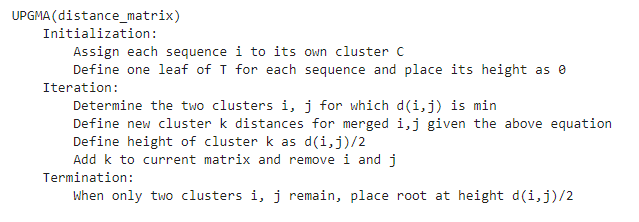 UPGMA(distance_matrix)
Initialization:
Assign each sequence i to its own cluster C
Define one leaf of T for each sequence and place its height as 0
Iteration:
Determine the two clusters i, j for which d(i,j) is min
Define new cluster k distances for merged i,j given the above equation
Define height of cluster k as d(i,j)/2
Add k to current matrix and remove i and j
Termination:
When only two clusters i, j remain, place root at height d(i,j)/2